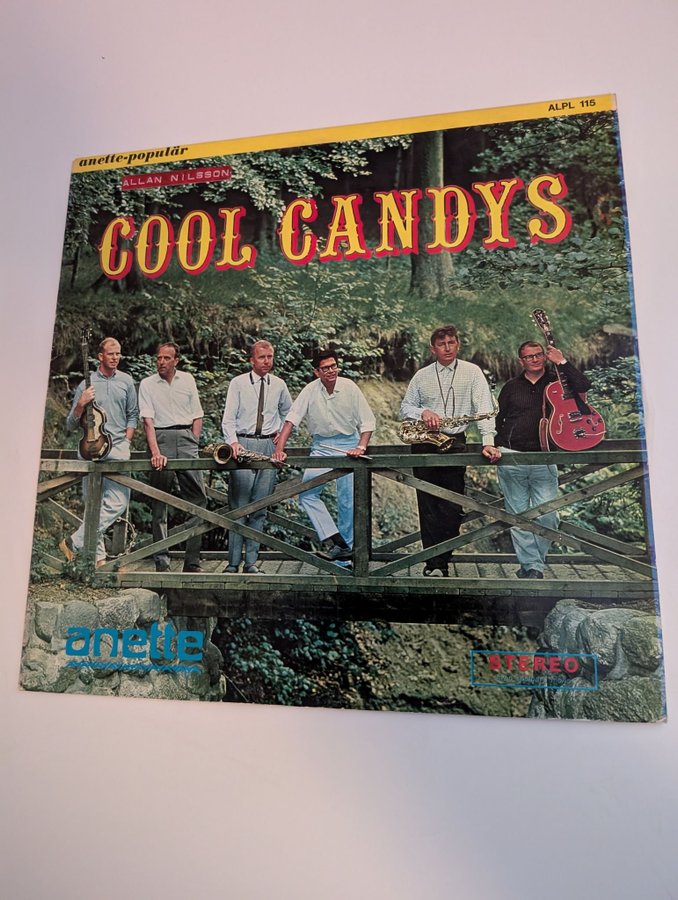 ALPL 115
anette-populär
ALLAN NILSSON
COOL CANDYS
anette
STEREO